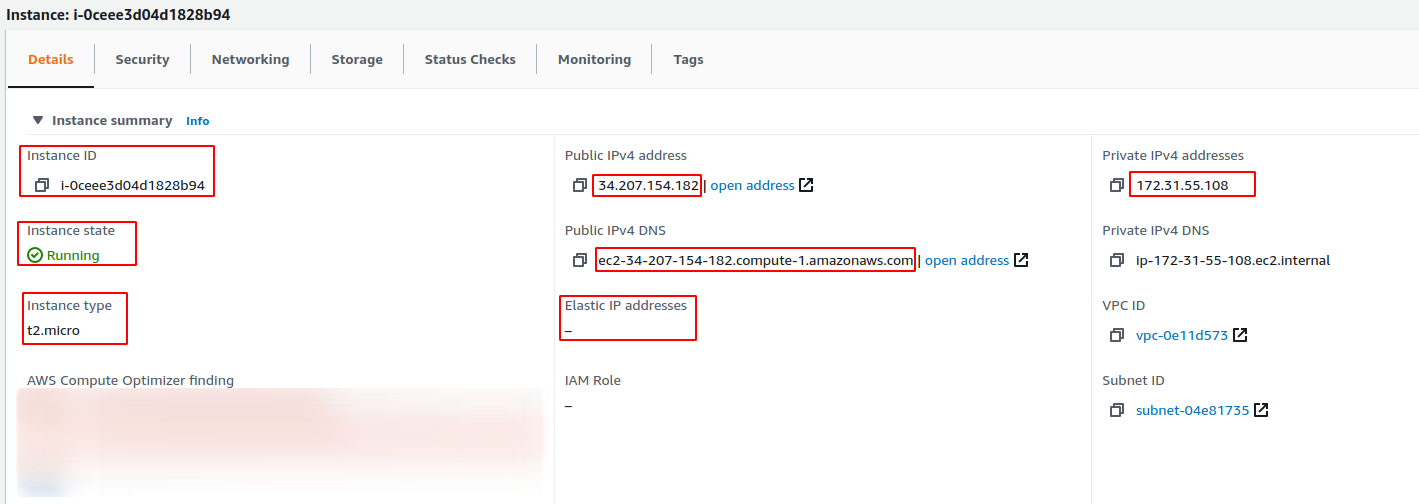 Instance: i-0ceee3d04d1828b94
Details
Security
Networking
Storage
Status Checks
Monitoring
Tags
Instance summary Info
Instance ID
i-0ceee3d04d1828b94
Public IPv4 address
34.207.154.182 | open address
Private IPv4 addresses
172.31.55.108
Instance state
Running
Public IPv4 DNS
ec2-34-207-154-182.compute-1.amazonaws.com | open address
Private IPv4 DNS
ip-172-31-55-108.ec2.internal
Instance type
t2.micro
Elastic IP addresses
–
VPC ID
vpc-0e11d573
AWS Compute Optimizer finding
IAM Role
–
Subnet ID
subnet-04e81735